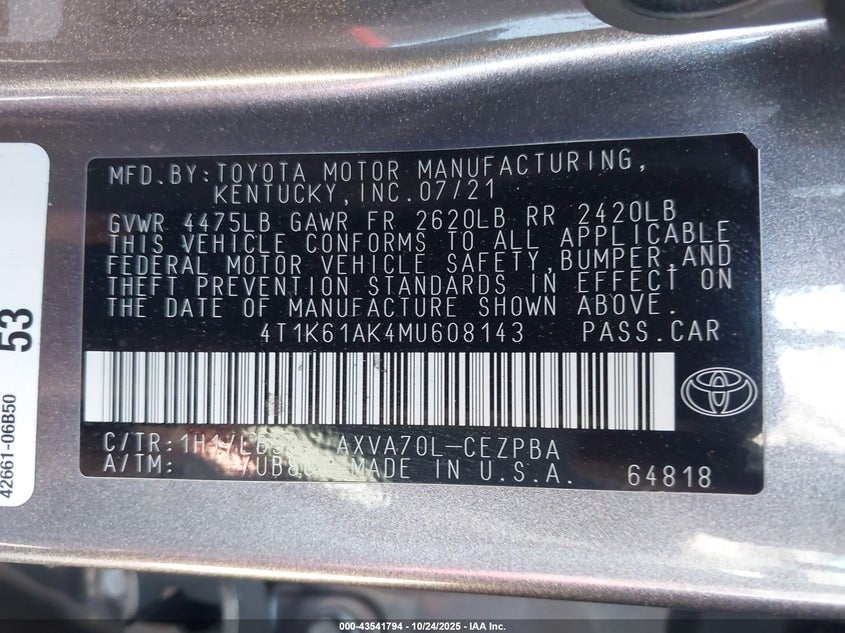 MFD.BY:TOYOTA MOTOR MANUFACTURING,
KENTUCKY,INC.07/21
GVWR 4475LB GAWR FR 2620LB RR 2420LB
THIS VEHICLE CONFORMS TO ALL APPLICABLE
FEDERAL MOTOR VEHICLE SAFETY,BUMPER,AND
THEFT PREVENTION STANDARDS IN EFFECT ON
THE DATE OF MANUFACTURE SHOWN ABOVE.
4T1K61AK4MU608143 PASS.CAR
C/TR: AXVA70L-CEZPBA
A/TM: MADE IN U.S.A. 64818
53
42661-06B50
000-43541794 - 10/24/2025 - IAA Inc.